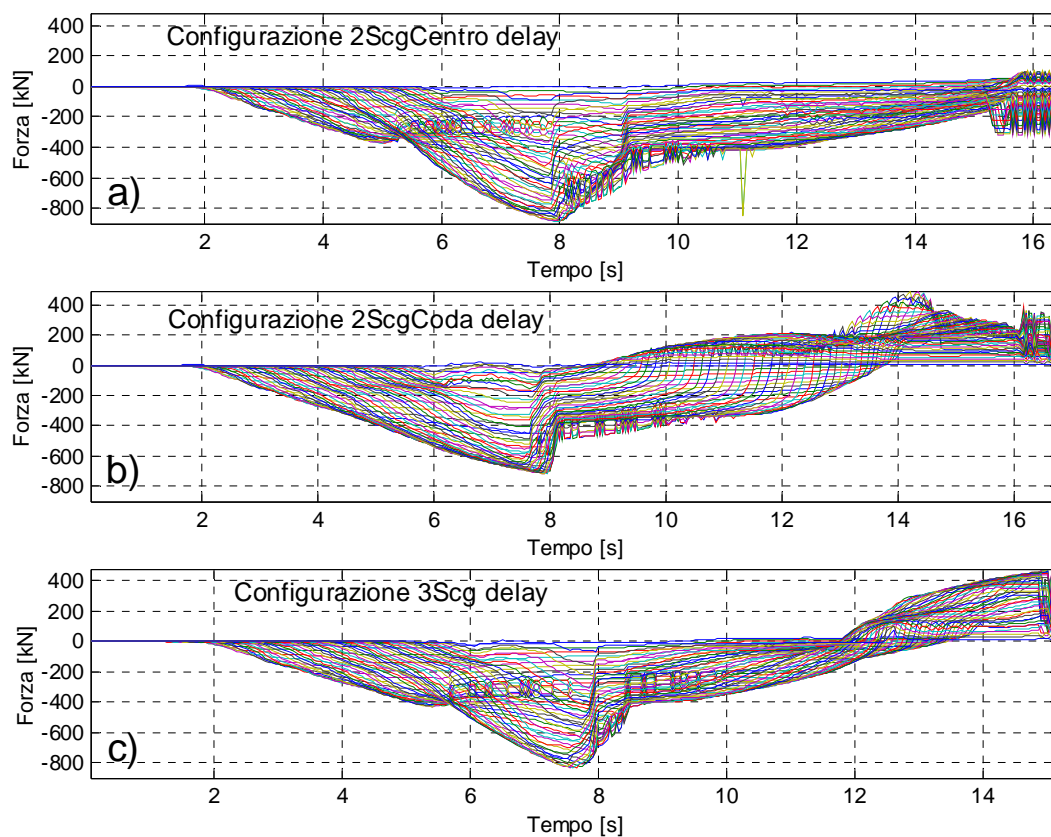 400
200
0
-200
-400
-600
-800
Forza [kN]
Configurazione 2ScgCentro delay
a)
2 4 6 8 10 12 14 16
Tempo [s]
400
200
0
-200
-400
-600
-800
Forza [kN]
Configurazione 2ScgCoda delay
b)
2 4 6 8 10 12 14 16
Tempo [s]
400
200
0
-200
-400
-600
-800
Forza [kN]
Configurazione 3Scg delay
c)
2 4 6 8 10 12 14
Tempo [s]